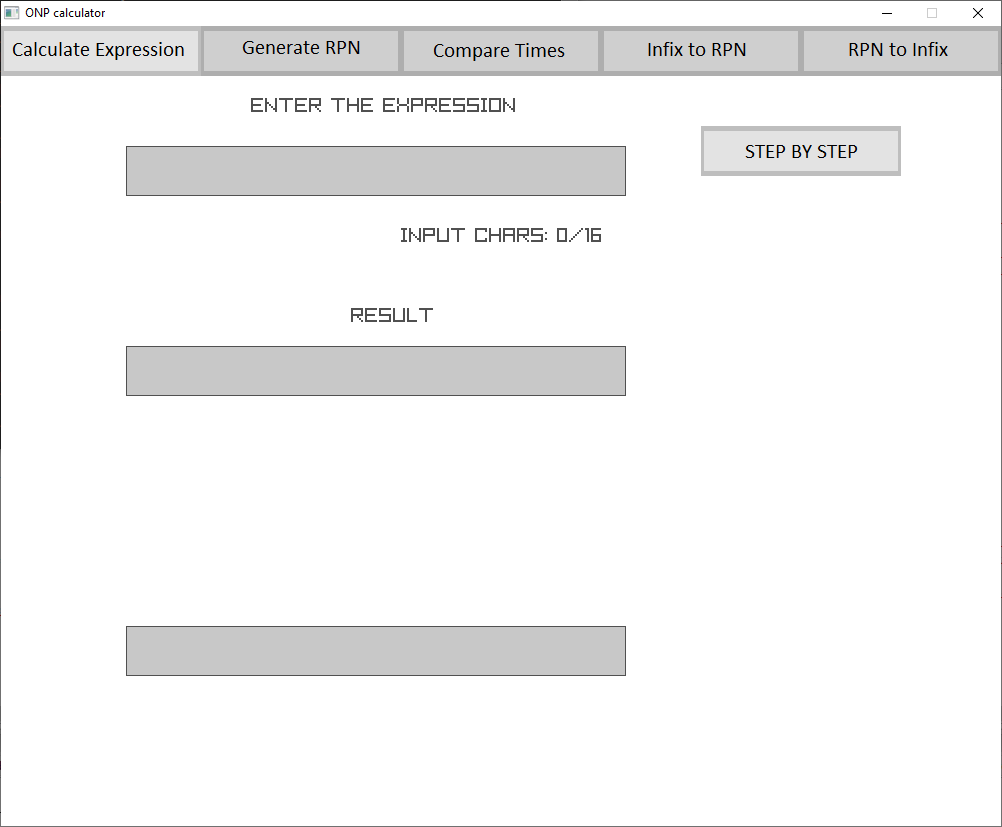 ONP calculator
Calculate Expression Generate RPN Compare Times Infix to RPN RPN to Infix
ENTER THE EXPRESSION
STEP BY STEP
INPUT CHARS: 0/16
RESULT